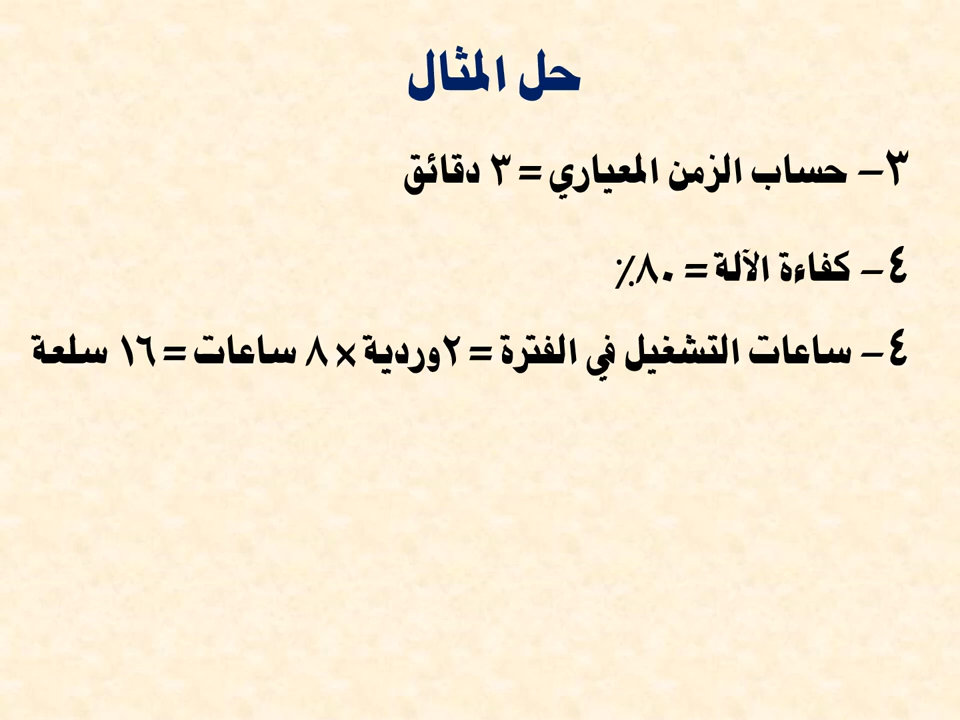 حل المثال
٣- حساب الزمن المعياري = ٣ دقائق
٤- كفاءة الآلة = ٨٠٪
٤- ساعات التشغيل في الفترة = ٢وردية × ٨ ساعات = ١٦ سلعة